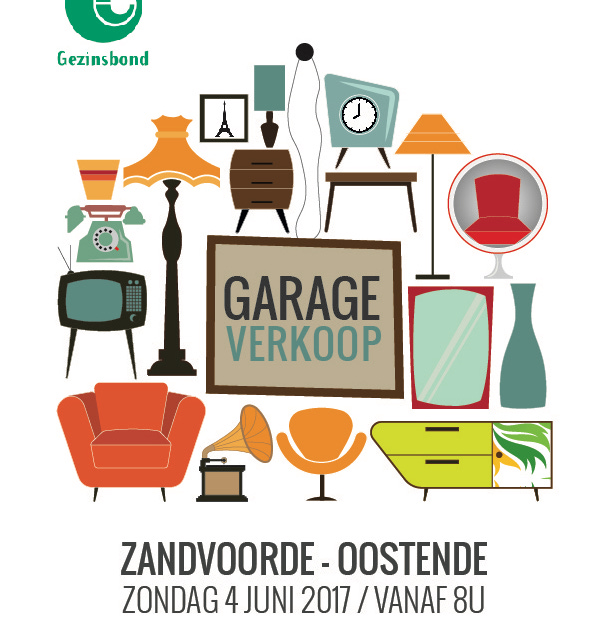 Gezinsbond
GARAGE
VERKOOP
ZANDVOORDE - OOSTENDE
ZONDAG 4 JUNI 2017 / VANAF 8U